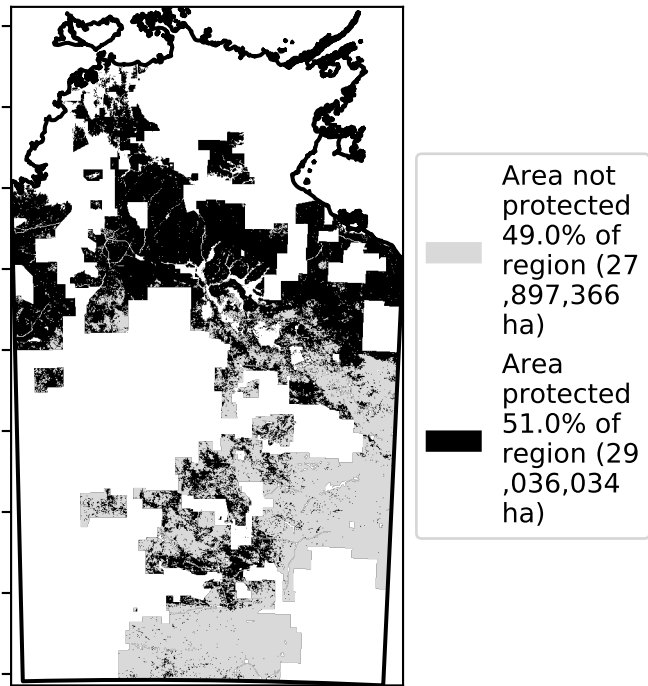 Area not
protected
49.0% of
region (27
,897,366
ha)
Area
protected
51.0% of
region (29
,036,034
ha)